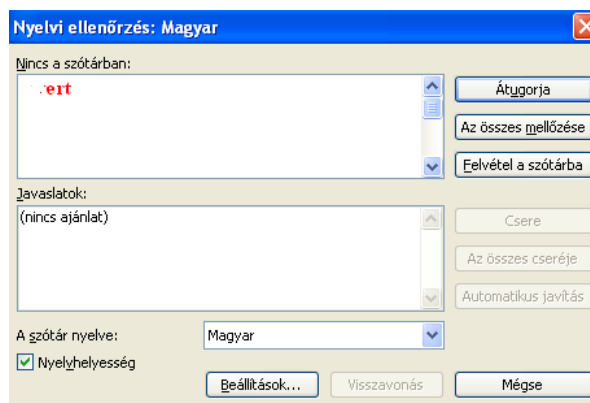 Nyelvi ellenőrzés: Magyar
Nincs a szótárban:
Átugorja
Az összes mellőzése
Felvétel a szótárba
Javaslatok:
(nincs ajánlat)
Csere
Az összes cseréje
Automatikus javítás
A szótár nyelve:
Magyar
Nyelvhelyesség
Beállítások...
Visszavonás
Mégse